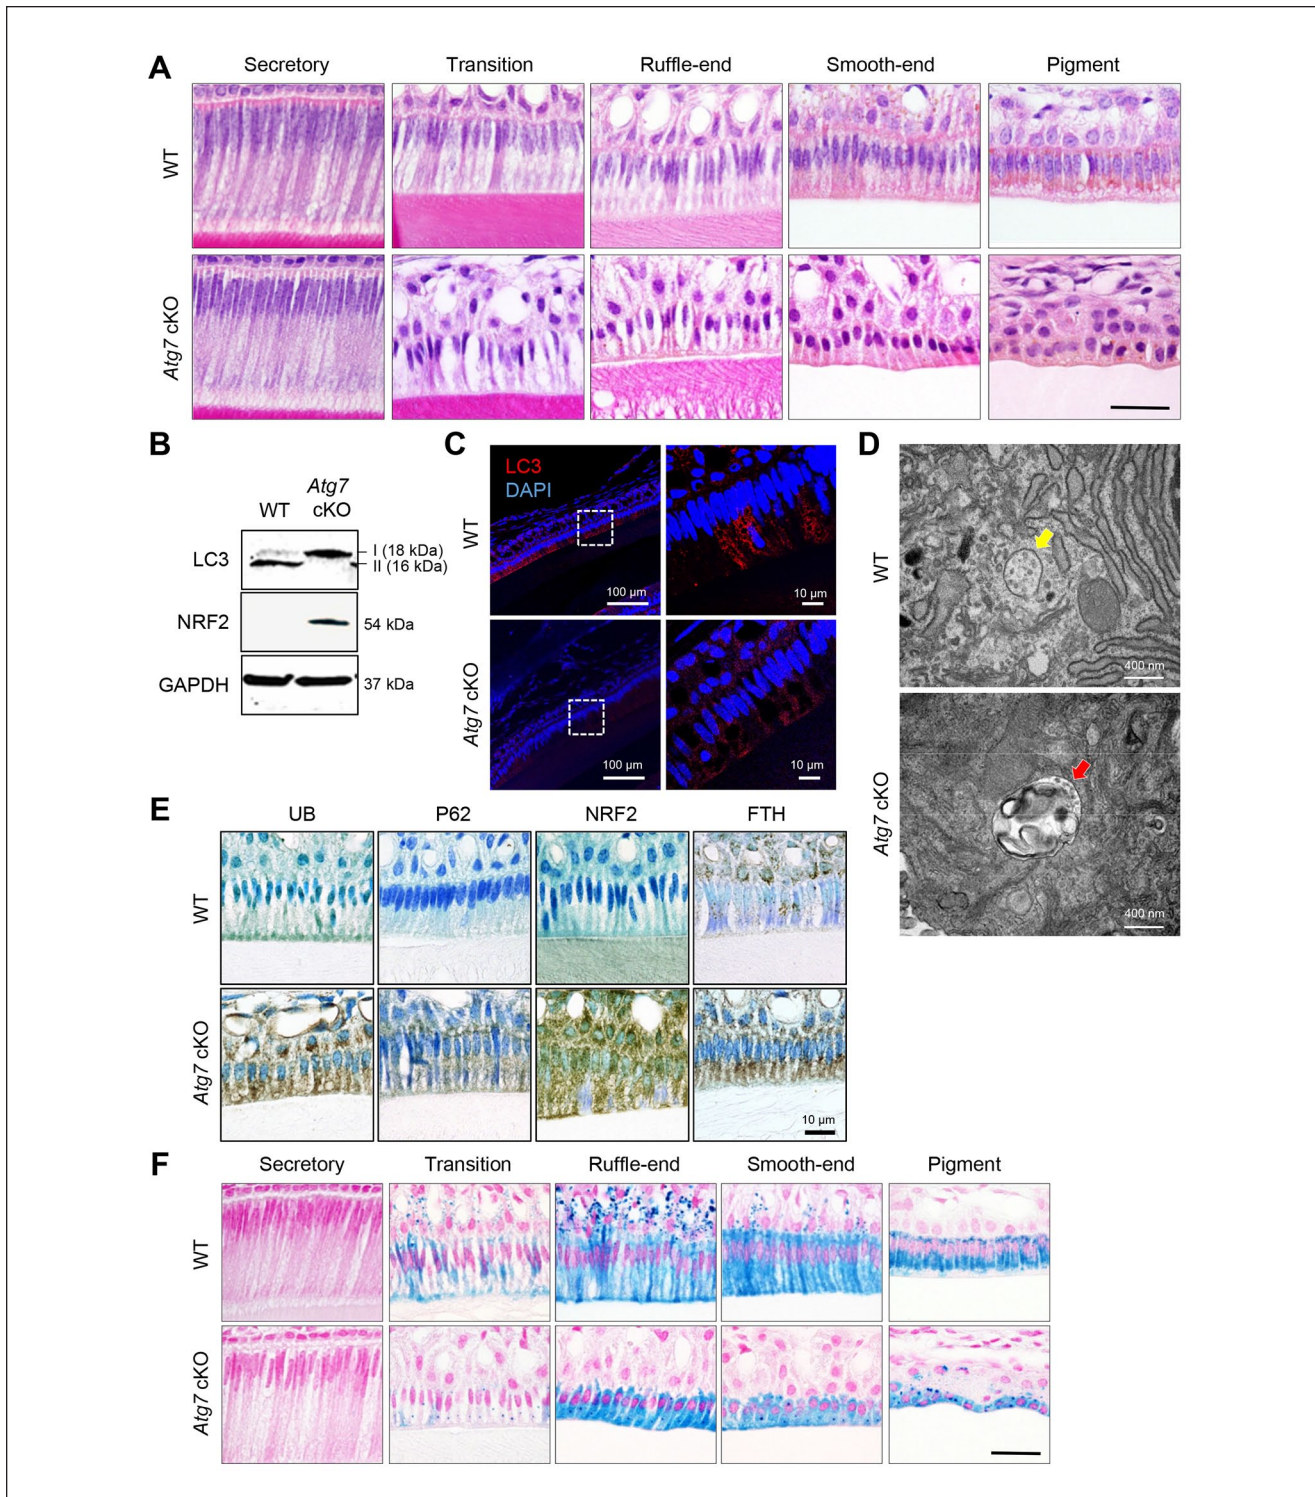 A
Secretory Transition Ruffle-end Smooth-end Pigment
WT
Atg7 cKO
B
WT
Atg7 cKO
LC3
I (18 kDa)
II (16 kDa)
NRF2
54 kDa
GAPDH
37 kDa
C
LC3
DAPI
WT
100 µm
10 µm
Atg7 cKO
100 µm
10 µm
D
WT
400 nm
Atg7 cKO
400 nm
E
UB P62 NRF2 FTH
WT
Atg7 cKO
10 µm
F
Secretory Transition Ruffle-end Smooth-end Pigment
WT
Atg7 cKO